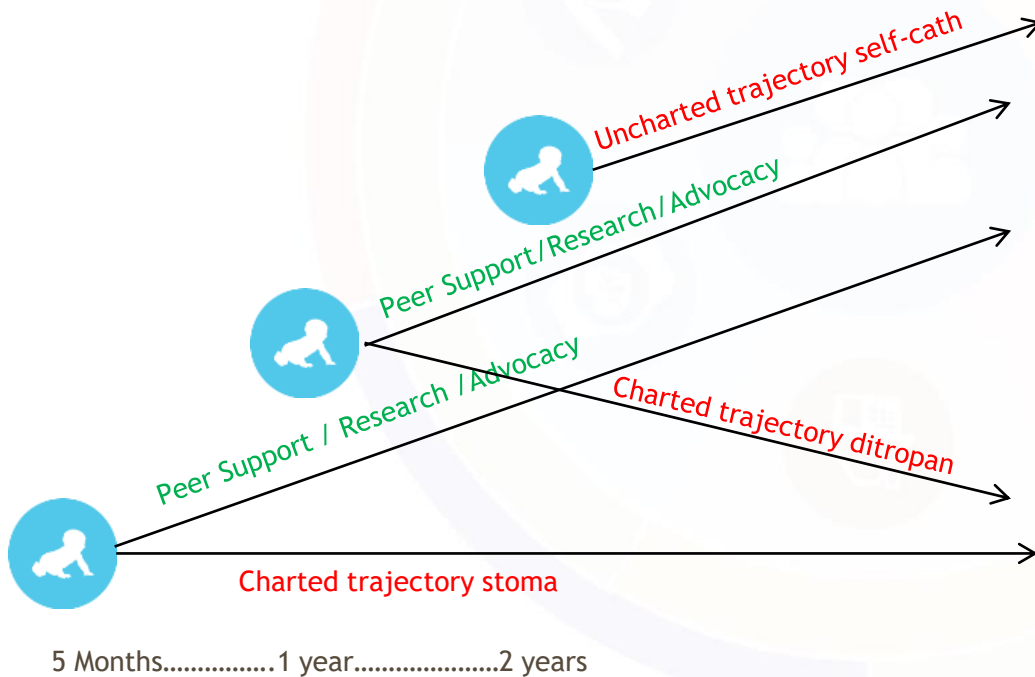 Uncharted trajectory self-cath
Peer Support/Research/Advocacy
Peer Support / Research /Advocacy
Charted trajectory ditropan
Charted trajectory stoma
5 Months................1 year.....................2 years